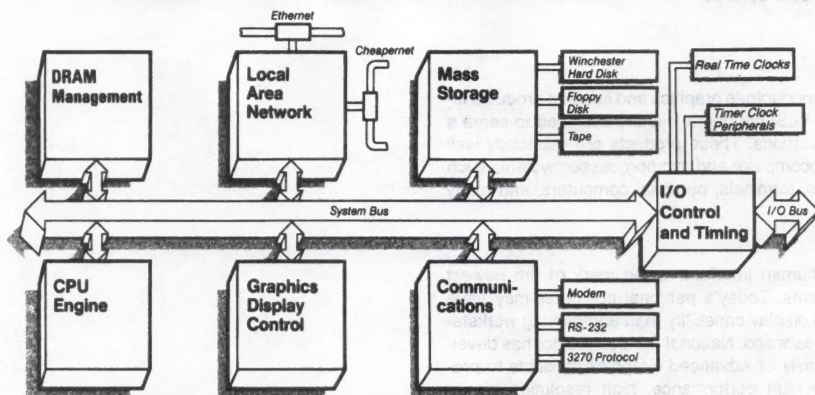 Ethernet
Cheapernet
DRAM
Management
Local
Area
Network
Mass
Storage
Winchester
Hard Disk
Floppy
Disk
Tape
Real Time Clocks
Timer Clock
Peripherals
System Bus
I/O
Control
and Timing
I/O Bus
CPU
Engine
Graphics
Display
Control
Communi-
cations
Modem
RS-232
3270 Protocol